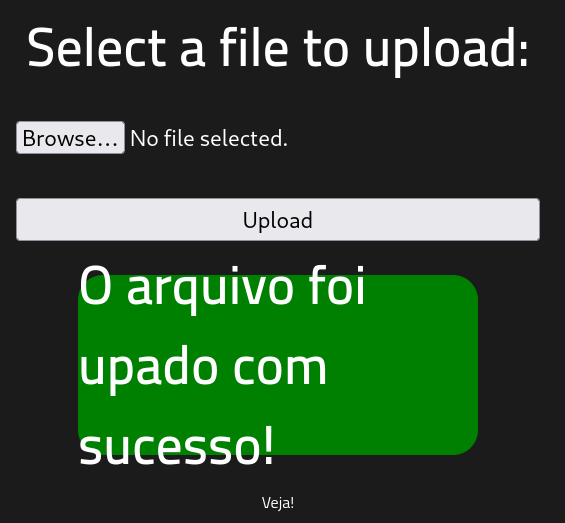 Select a file to upload:
Browse... No file selected.
Upload
O arquivo foi
upado com
sucesso!
Veja!